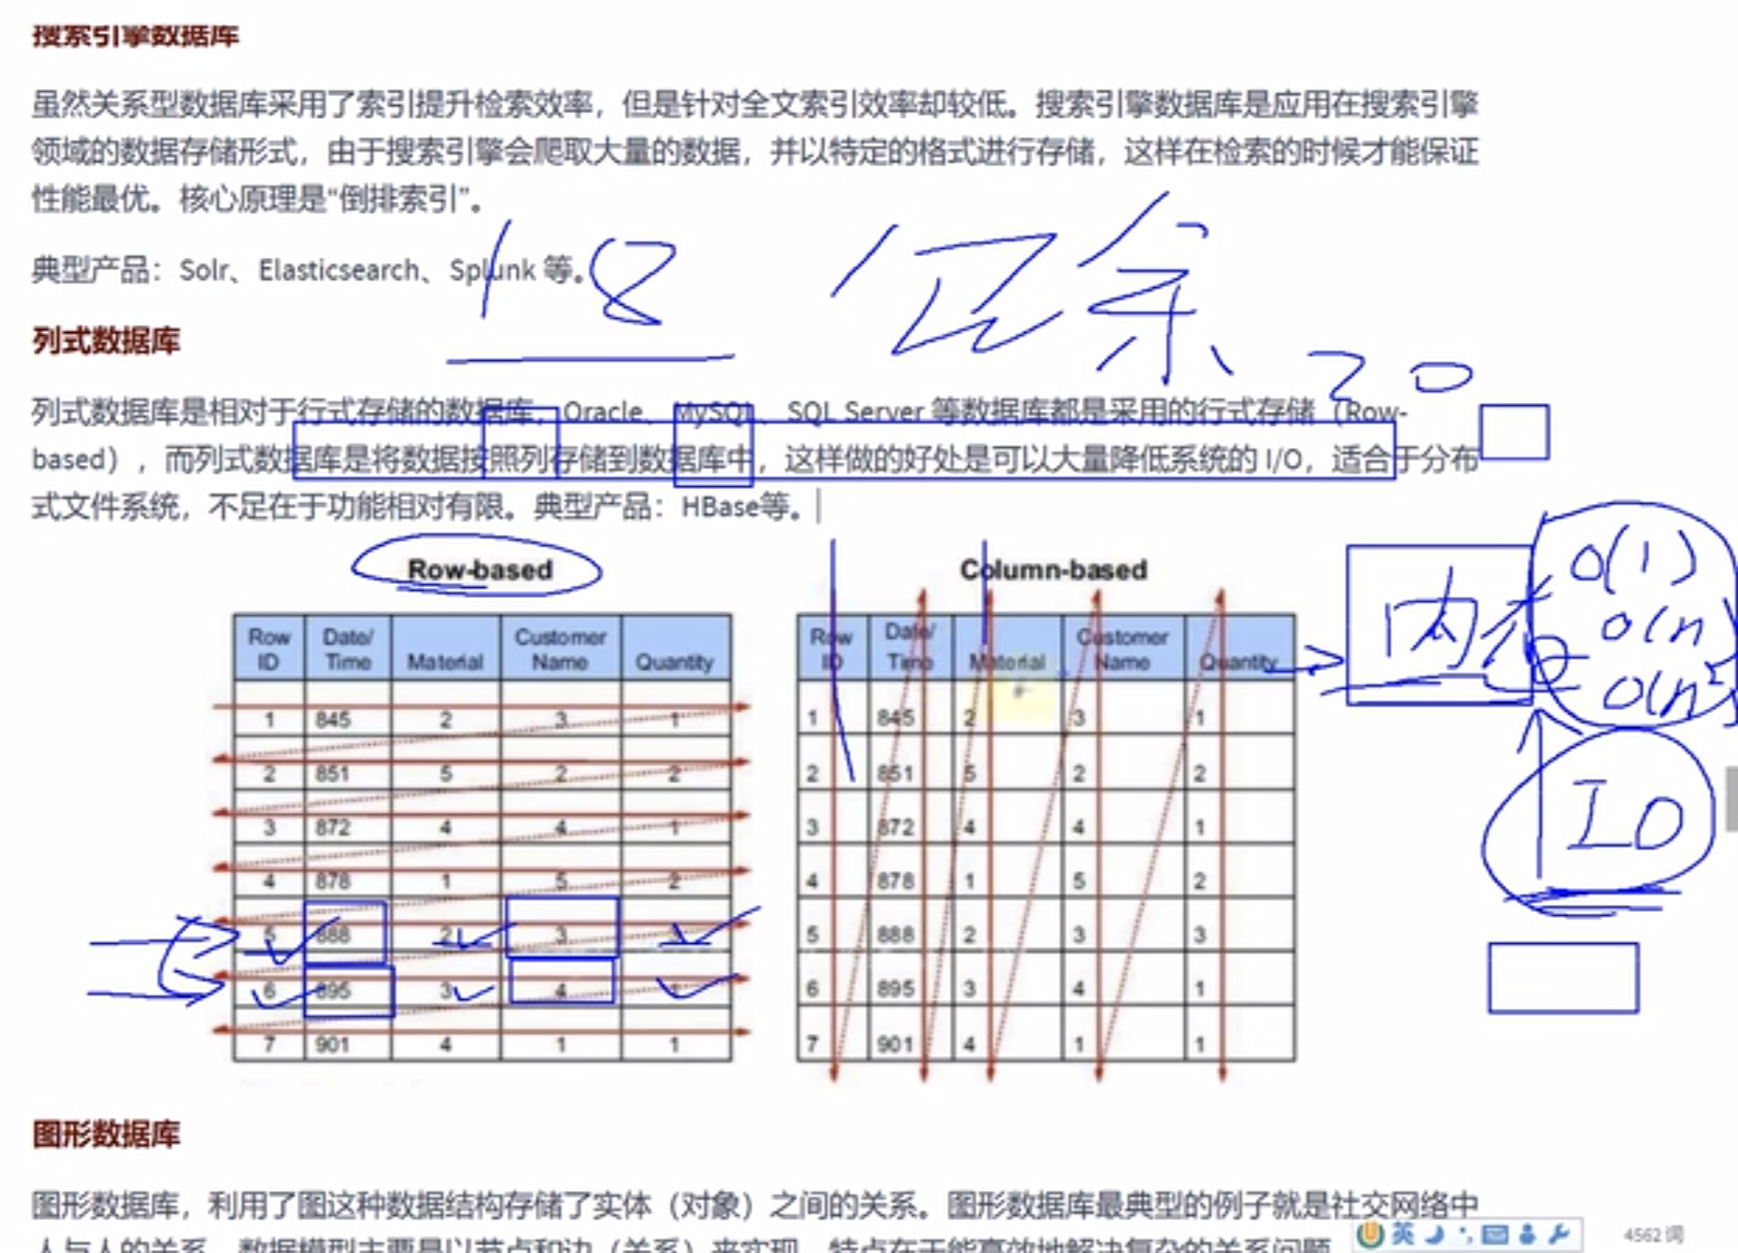 搜索引擎数据库
虽然关系型数据库采用了索引提升检索效率，但是针对全文索引效率却较低。搜索引擎数据库是应用在搜索引擎
领域的数据存储形式，由于搜索引擎会爬取大量的数据，并以特定的格式进行存储，这样在检索的时候才能保证
性能最优。核心原理是“倒排索引”。
典型产品：Solr、Elasticsearch、Splunk 等。
18
列式数据库
20
列式数据库是相对于行式存储的数据库，Oracle、MySQL、SQL Server 等数据库都是采用的行式存储（Row-
based），而列式数据库是将数据按照列存储到数据库中，这样做的好处是可以大量降低系统的 I/O，适合于分布
式文件系统，不足在于功能相对有限。典型产品：HBase等。
Row-based
Row ID Date/Time Material Customer Name Quantity
1 845 2 3 1
2 851 5 2 2
3 872 4 4 1
4 878 1 5 2
5 888 2 3
6 895 3 4 1
7 901 4 1 1
Column-based
Row ID Date/Time Material Customer Name Quantity
1 845 2 3 1
2 851 5 2 2
3 872 4 4 1
4 878 1 5 2
5 888 2 3 3
6 895 3 4 1
7 901 4 1 1
内存
O(1)
O(n)
O(n²)
IO
图形数据库
图形数据库，利用了图这种数据结构存储了实体（对象）之间的关系。图形数据库最典型的例子就是社交网络中
人与人的关系，数据模型主要是以节点和边（关系）来实现，特点在于能高效地解决复杂的关系问题
英
4562 词